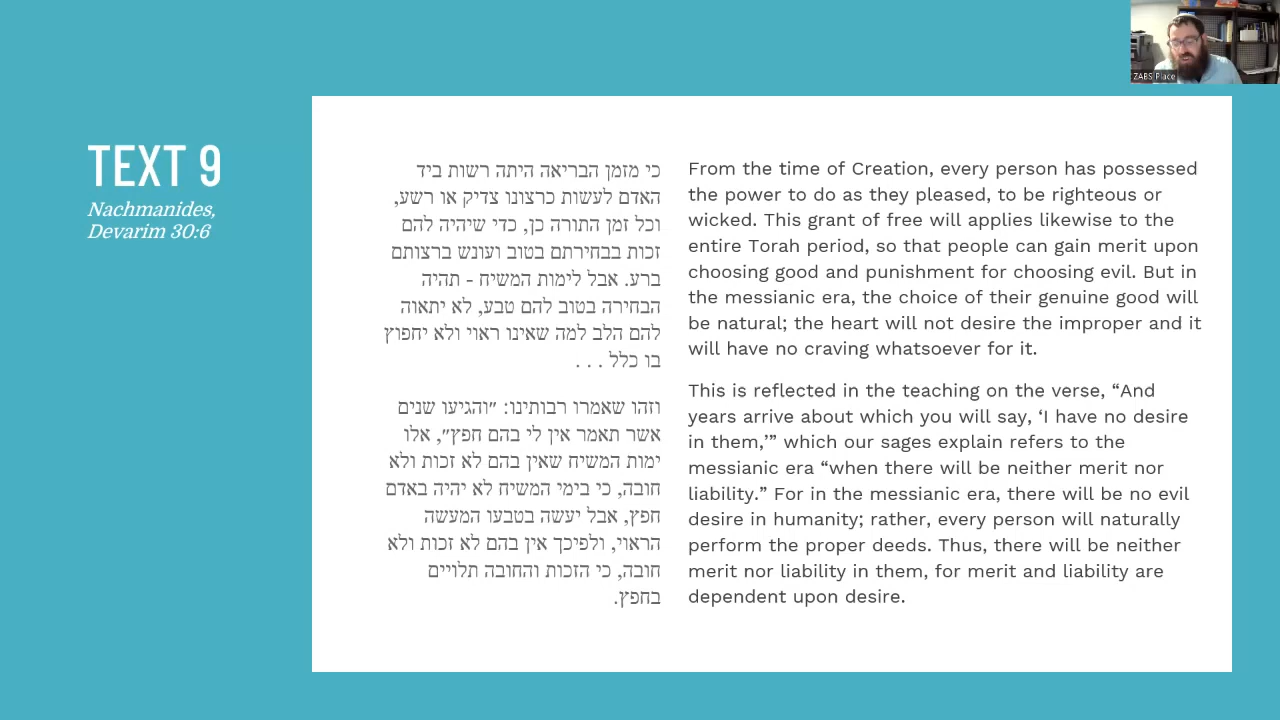 ZABS Place
TEXT 9
Nachmanides,
Devarim 30:6
כי מזמן הבריאה היתה רשות ביד
האדם לעשות כרצונו צדיק או רשע,
וכל זמן התורה כן, כדי שיהיה להם
זכות בבחירתם בטוב ועונש ברצותם
ברע. אבל לימות המשיח - תהיה
הבחירה בטוב להם טבע, לא יתאוה
להם הלב למה שאינו ראוי ולא יחפוץ
בו כלל . . .
וזהו שאמרו רבותינו: "והגיעו שנים
אשר תאמר אין לי בהם חפץ", אלו
ימות המשיח שאין בהם לא זכות ולא
חובה, כי בימי המשיח לא יהיה באדם
חפץ, אבל יעשה בטבעו המעשה
הראוי, ולפיכך אין בהם לא זכות ולא
חובה, כי הזכות והחובה תלויים
בחפץ.
From the time of Creation, every person has possessed
the power to do as they pleased, to be righteous or
wicked. This grant of free will applies likewise to the
entire Torah period, so that people can gain merit upon
choosing good and punishment for choosing evil. But in
the messianic era, the choice of their genuine good will
be natural; the heart will not desire the improper and it
will have no craving whatsoever for it.
This is reflected in the teaching on the verse, “And
years arrive about which you will say, ‘I have no desire
in them,’” which our sages explain refers to the
messianic era “when there will be neither merit nor
liability.” For in the messianic era, there will be no evil
desire in humanity; rather, every person will naturally
perform the proper deeds. Thus, there will be neither
merit nor liability in them, for merit and liability are
dependent upon desire.